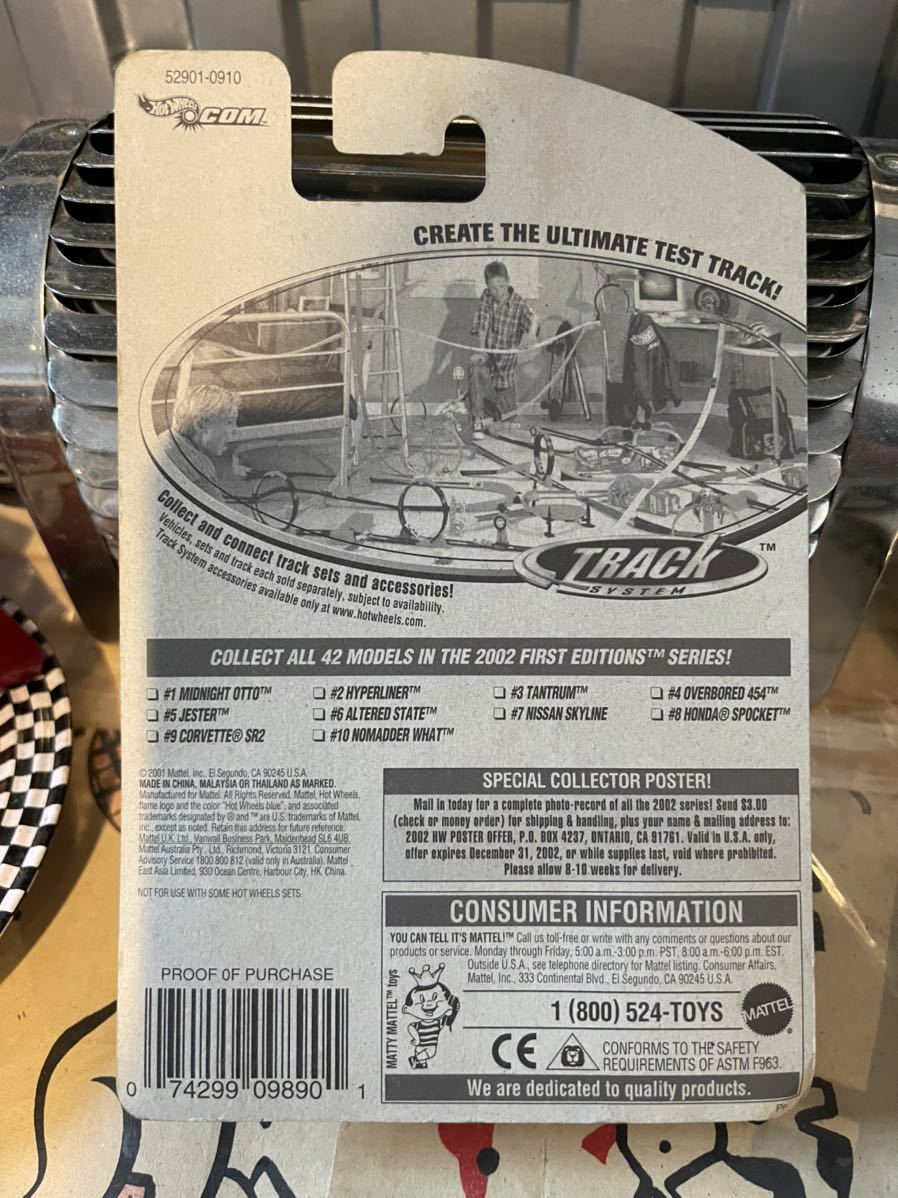 52901-0910
HOT WHEELS
.COM™
CREATE THE ULTIMATE TEST TRACK!
Collect and connect track sets and accessories!
Vehicles, sets and track each sold separately, subject to availability.
Track System accessories available only at www.hotwheels.com.
TRACK™
SYSTEM
COLLECT ALL 42 MODELS IN THE 2002 FIRST EDITIONS™ SERIES!
#1 MIDNIGHT OTTO™ #2 HYPERLINER™ #3 TANTRUM™ #4 OVERBORED 454™
#5 JESTER™ #6 ALTERED STATE™ #7 NISSAN SKYLINE #8 HONDA® SPOCKET™
#9 CORVETTE® SR2 #10 NOMADDER WHAT™
© 2001 Mattel, Inc., El Segundo, CA 90245 U.S.A.
MADE IN CHINA, MALAYSIA OR THAILAND AS MARKED.
Manufactured for Mattel. All Rights Reserved. Mattel, Hot Wheels,
flame logo and the color "Hot Wheels blue", and associated
trademarks designated by ® and ™ are U.S. trademarks of Mattel,
Inc., except as noted. Retain this address for future reference:
Mattel U.K. Ltd., Vanwall Business Park, Maidenhead SL6 4UB.
Mattel Australia Pty., Ltd., Richmond, Victoria 3121. Consumer
Advisory Service 1800 800 812 (valid only in Australia). Mattel
East Asia Limited, 930 Ocean Centre, Harbour City, HK, China.
NOT FOR USE WITH SOME HOT WHEELS SETS.
SPECIAL COLLECTOR POSTER!
Mail in today for a complete photo-record of all the 2002 series! Send $3.00
(check or money order) for shipping & handling, plus your name & mailing address to:
2002 HW POSTER OFFER, P.O. BOX 4237, ONTARIO, CA 91761. Valid in U.S.A. only,
offer expires December 31, 2002, or while supplies last, void where prohibited.
Please allow 8-10 weeks for delivery.
CONSUMER INFORMATION
YOU CAN TELL IT'S MATTEL!™ Call us toll-free or write with any comments or questions about our
products or service. Monday through Friday, 5:00 a.m.-3:00 p.m. PST, 8:00 a.m.-6:00 p.m. EST.
Outside U.S.A., see telephone directory for Mattel listing. Consumer Affairs,
Mattel, Inc., 333 Continental Blvd., El Segundo, CA 90245 U.S.A.
MATTY MATTEL™ toys
1 (800) 524-TOYS
MATTEL®
CE
CONFORMS TO THE SAFETY
REQUIREMENTS OF ASTM F963.
We are dedicated to quality products.
PROOF OF PURCHASE
0 74299 09890 1